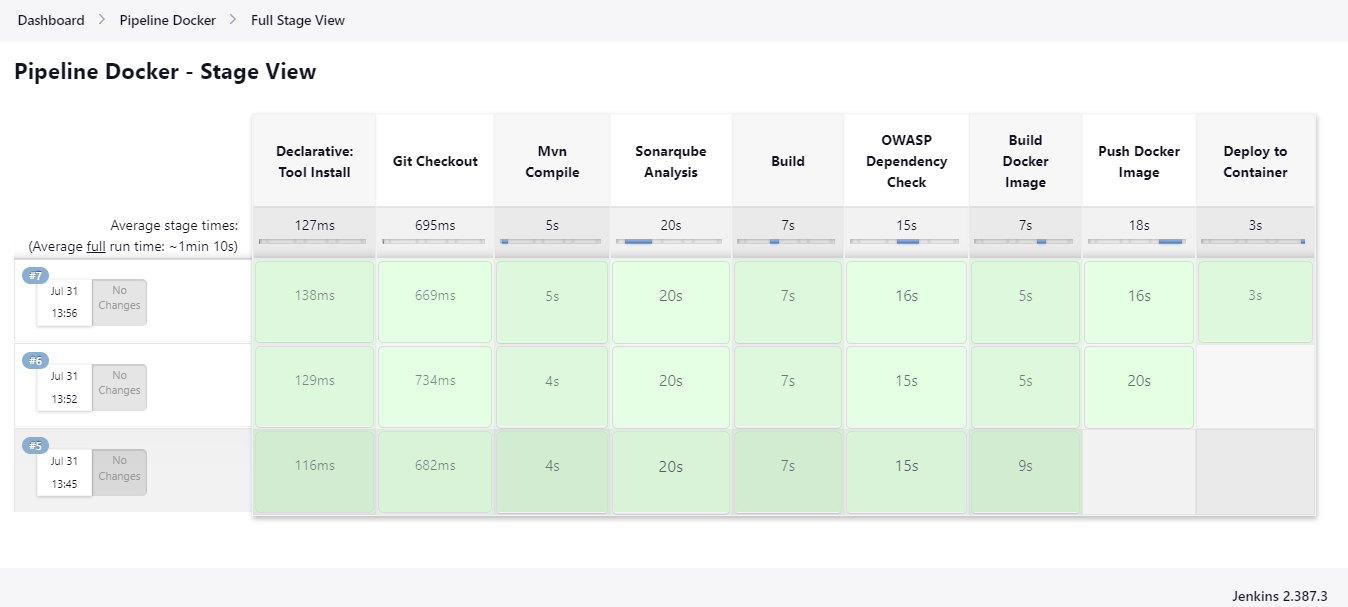 Dashboard > Pipeline Docker > Full Stage View
Pipeline Docker - Stage View
Declarative:
Tool Install
Git Checkout
Mvn
Compile
Sonarqube
Analysis
Build
OWASP
Dependency
Check
Build
Docker
Image
Push Docker
Image
Deploy to
Container
Average stage times:
(Average full run time: ~1min 10s)
127ms 695ms 5s 20s 7s 15s 7s 18s 3s
#7
Jul 31
13:56
No
Changes
138ms 669ms 5s 20s 7s 16s 5s 16s 3s
#6
Jul 31
13:52
No
Changes
129ms 734ms 4s 20s 7s 15s 5s 20s
#5
Jul 31
13:45
No
Changes
116ms 682ms 4s 20s 7s 15s 9s
Jenkins 2.387.3